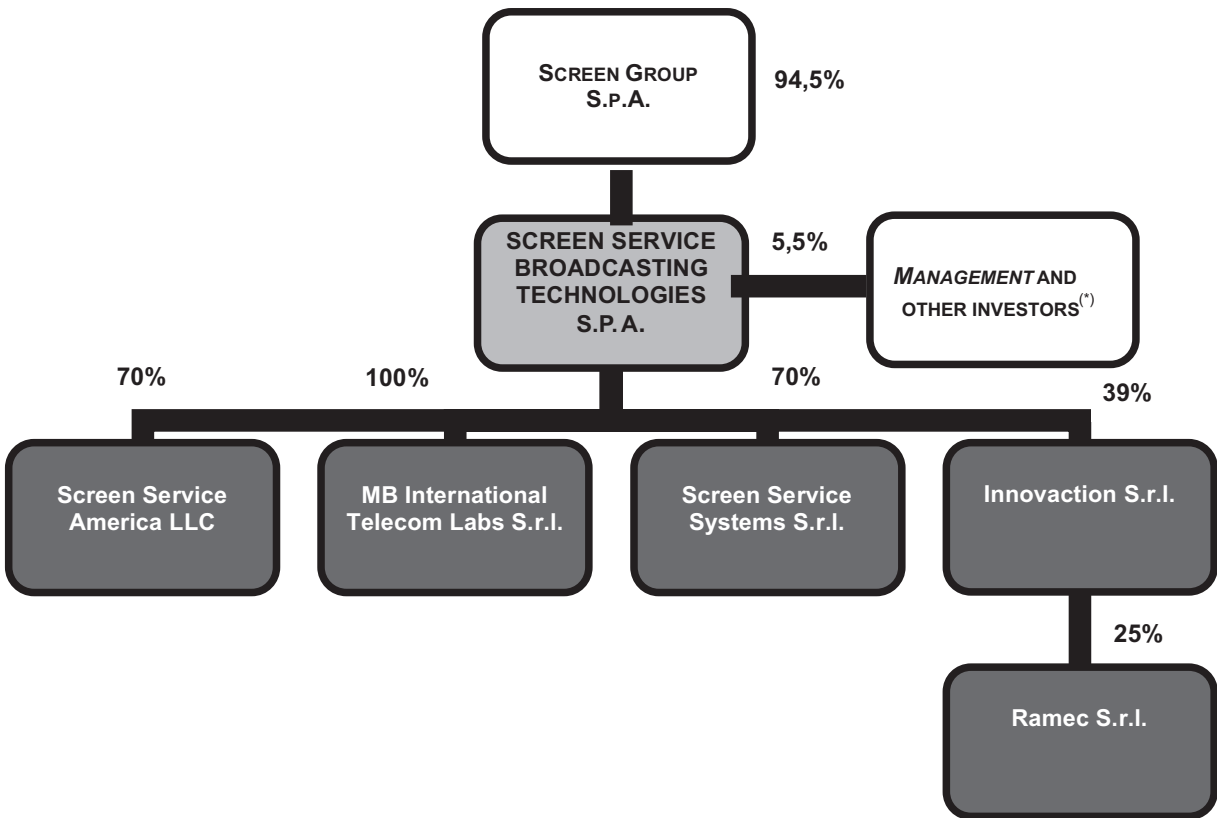 SCREEN GROUP
S.P.A.
94,5%
SCREEN SERVICE
BROADCASTING
TECHNOLOGIES
S.P.A.
5,5%
MANAGEMENT AND
OTHER INVESTORS(*)
70%
100%
70%
39%
Screen Service
America LLC
MB International
Telecom Labs S.r.l.
Screen Service
Systems S.r.l.
Innovaction S.r.l.
25%
Ramec S.r.l.